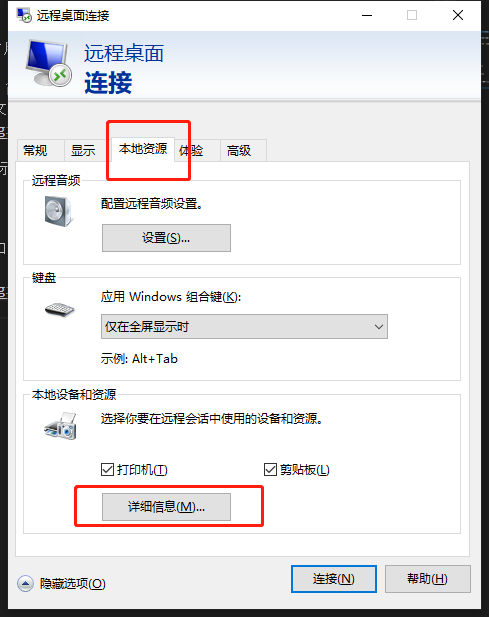 远程桌面连接
远程桌面
连接
常规 显示 本地资源 体验 高级
远程音频
配置远程音频设置。
设置(S)...
键盘
应用 Windows 组合键(K):
仅在全屏显示时
示例: Alt+Tab
本地设备和资源
选择你要在远程会话中使用的设备和资源。
打印机(T) 剪贴板(L)
详细信息(M)...
隐藏选项(O) 连接(N) 帮助(H)